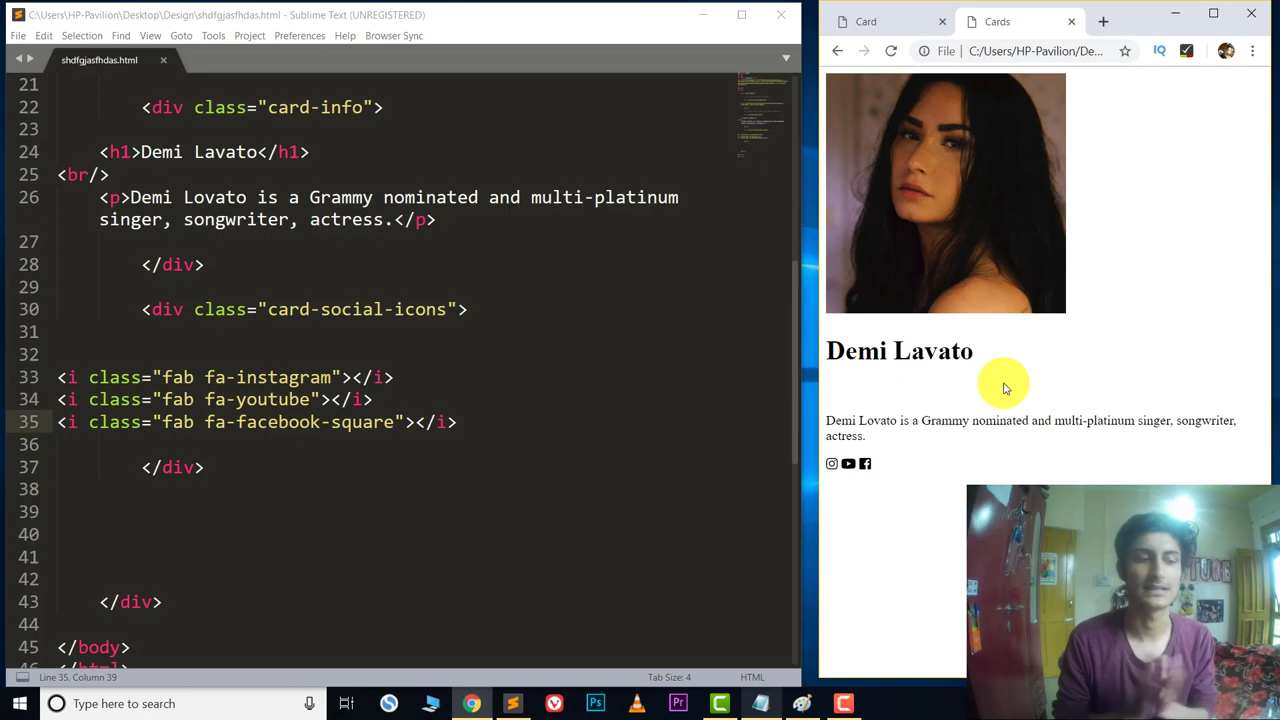 C:\Users\HP-Pavilion\Desktop\Design\shdfgjasfhdas.html - Sublime Text (UNREGISTERED)
File Edit Selection Find View Goto Tools Project Preferences Help Browser Sync
shdfgjasfhdas.html
21
22 <div class="card-info">
23
24 <h1>Demi Lavato</h1>
25 <br/>
26 <p>Demi Lovato is a Grammy nominated and multi-platinum
singer, songwriter, actress.</p>
27
28 </div>
29
30 <div class="card-social-icons">
31
32
33 <i class="fab fa-instagram"></i>
34 <i class="fab fa-youtube"></i>
35 <i class="fab fa-facebook-square"></i>
36
37 </div>
38
39
40
41
42
43 </div>
44
45 </body>
46 </html>
Line 35, Column 39
Tab Size: 4
HTML
Card
Cards
File C:/Users/HP-Pavilion/De...
IQ
Demi Lavato
Demi Lovato is a Grammy nominated and multi-platinum singer, songwriter,
actress.
Type here to search
Ps
Pr